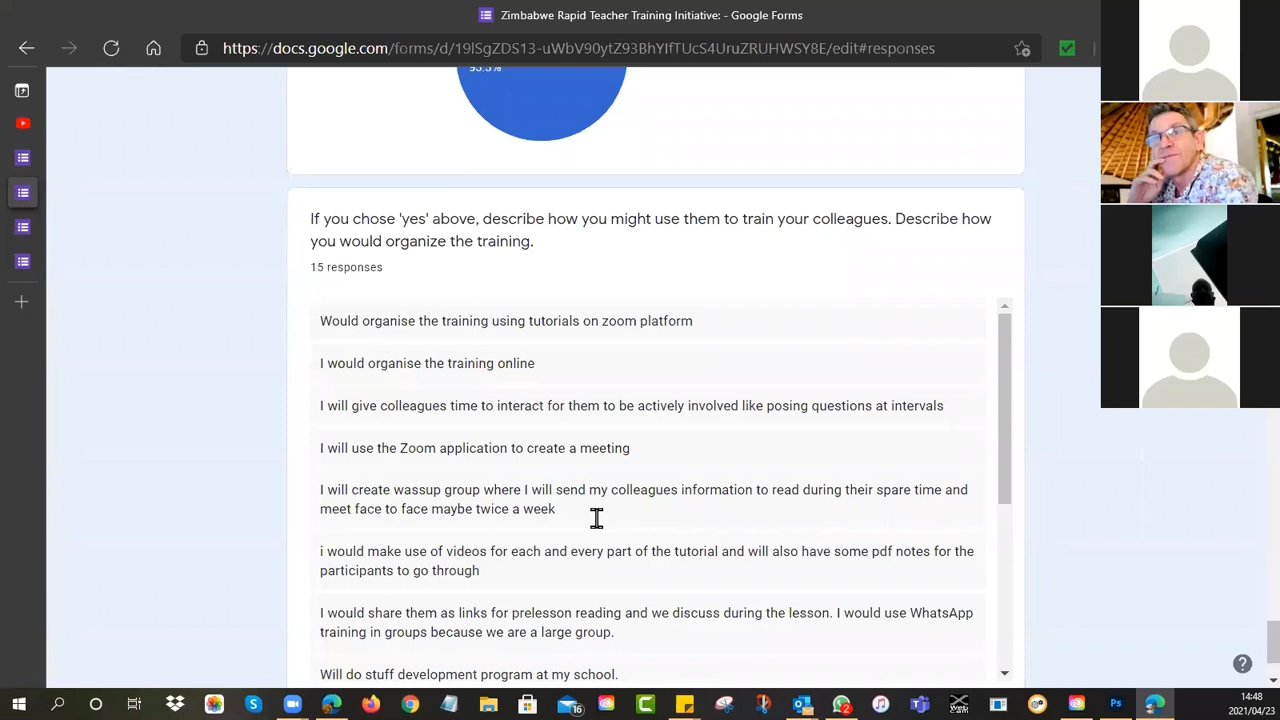 Zimbabwe Rapid Teacher Training Initiative: - Google Forms
https://docs.google.com/forms/d/19lSgZDS13-uWbV90ytZ93BhYIfTUcS4UruZRUHWSY8E/edit#responses
93.3%
If you chose 'yes' above, describe how you might use them to train your colleagues. Describe how
you would organize the training.
15 responses
Would organise the training using tutorials on zoom platform
I would organise the training online
I will give colleagues time to interact for them to be actively involved like posing questions at intervals
I will use the Zoom application to create a meeting
I will create wassup group where I will send my colleagues information to read during their spare time and
meet face to face maybe twice a week
i would make use of videos for each and every part of the tutorial and will also have some pdf notes for the
participants to go through
I would share them as links for prelesson reading and we discuss during the lesson. I would use WhatsApp
training in groups because we are a large group.
Will do stuff development program at my school.
16
2
14:48
2021/04/23